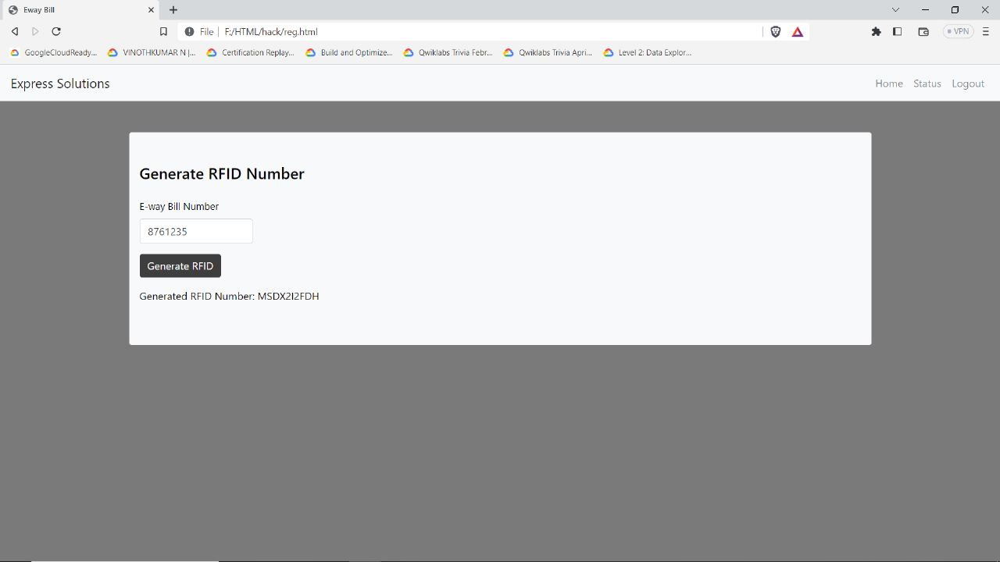 Eway Bill
File F:/HTML/hack/reg.html VPN
GoogleCloudReady... VINOTHKUMAR N |... Certification Replay... Build and Optimize... Qwiklabs Trivia Febr... Qwiklabs Trivia Apri... Level 2: Data Explor...
Express Solutions Home Status Logout
Generate RFID Number
E-way Bill Number
8761235
Generate RFID
Generated RFID Number: MSDX2I2FDH